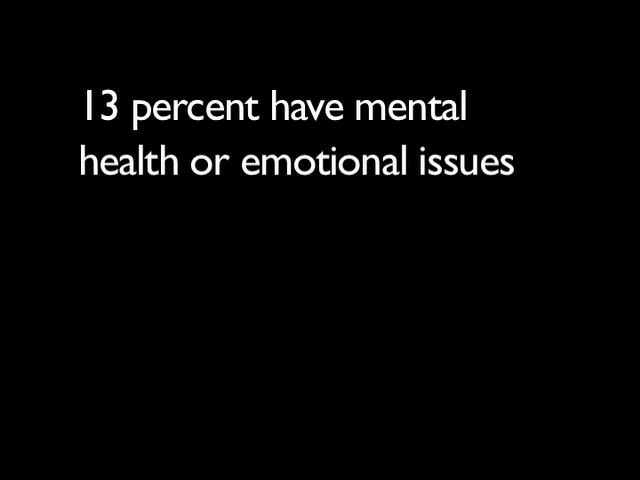 13 percent have mental
health or emotional issues